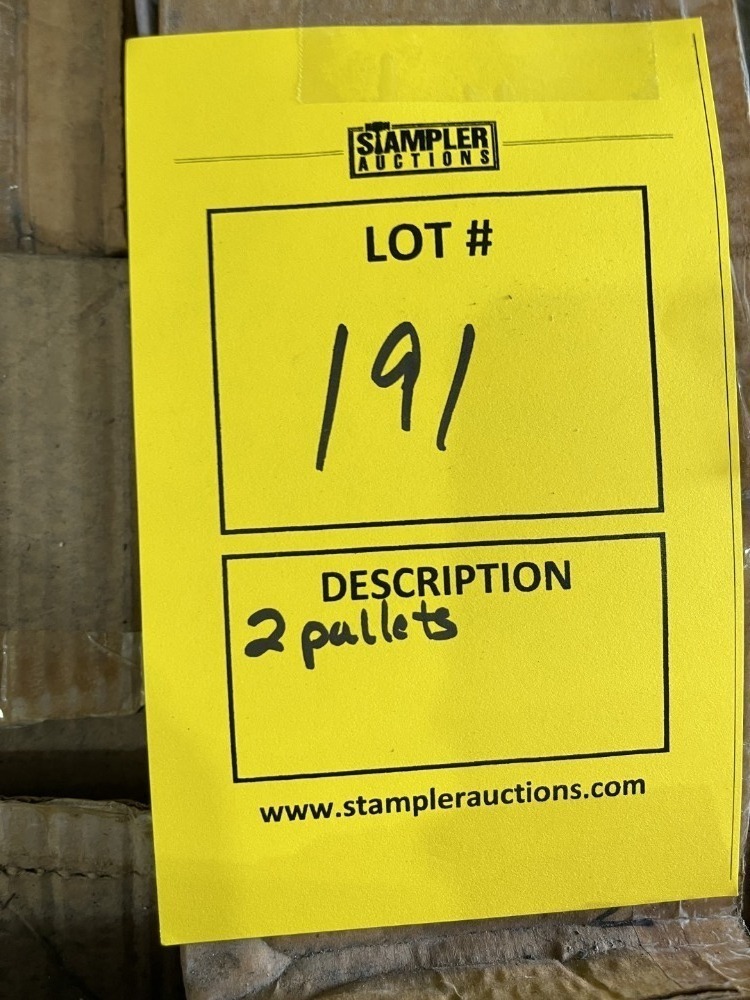 STAMPLER
AUCTIONS
LOT #
191
DESCRIPTION
2 pallets
www.stamplerauctions.com